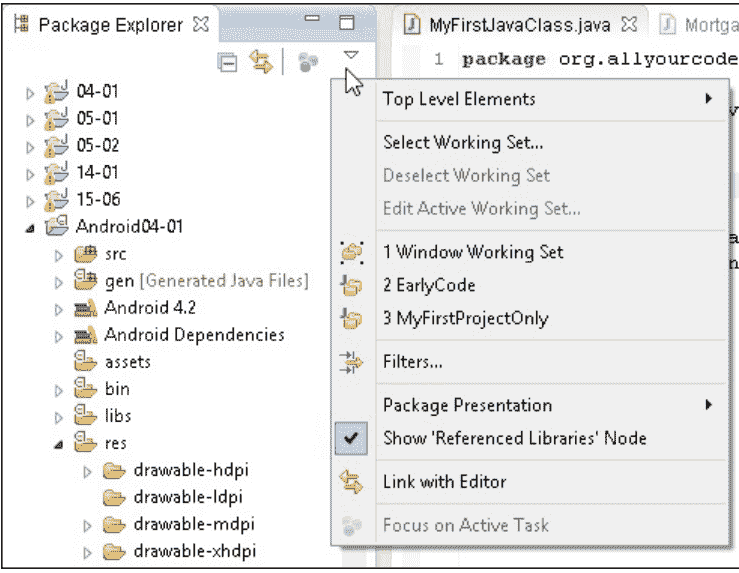 Package Explorer
MyFirstJavaClass.java
Mortga
1 package org.allyourcode
04-01
05-01
05-02
14-01
15-06
Android04-01
src
gen [Generated Java Files]
Android 4.2
Android Dependencies
assets
bin
libs
res
drawable-hdpi
drawable-ldpi
drawable-mdpi
drawable-xhdpi
Top Level Elements
Select Working Set...
Deselect Working Set
Edit Active Working Set...
1 Window Working Set
2 EarlyCode
3 MyFirstProjectOnly
Filters...
Package Presentation
Show 'Referenced Libraries' Node
Link with Editor
Focus on Active Task
v
a
n